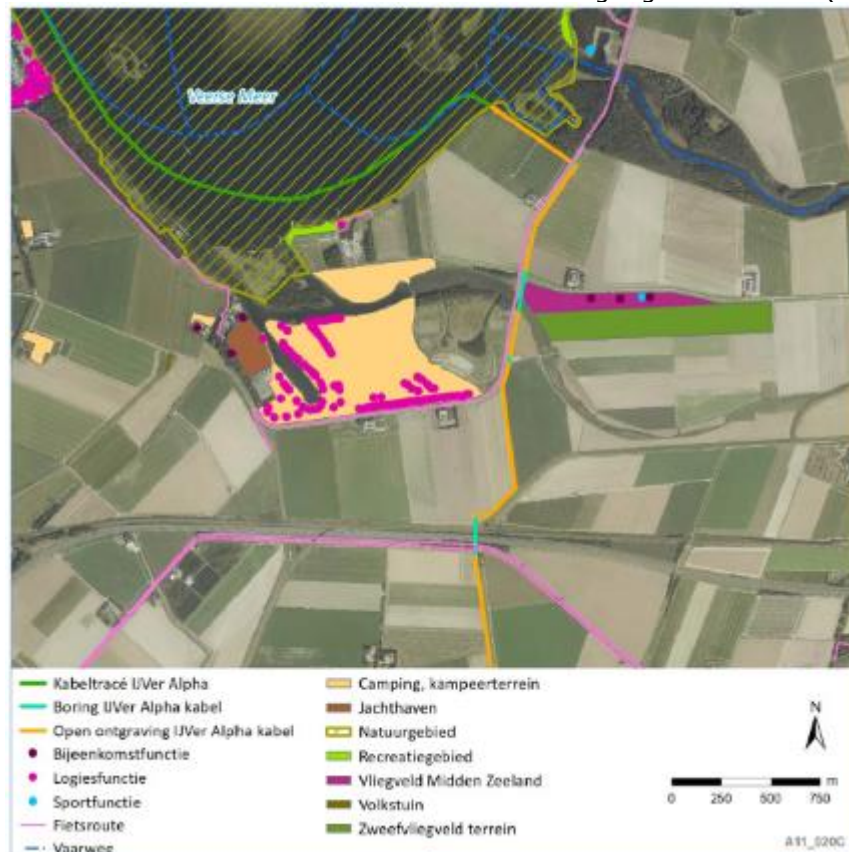 Veerse Meer
Kabeltracé IJVer Alpha
Boring IJVer Alpha kabel
Open ontgraving IJVer Alpha kabel
Bijeenkomstfunctie
Logiesfunctie
Sportfunctie
Fietsroute
Vaarweg
Camping, kampeerterrein
Jachthaven
Natuurgebied
Recreatiegebied
Vliegveld Midden Zeeland
Volkstuin
Zweefvliegveld terrein
N
m
0 250 500 750
A11_020C